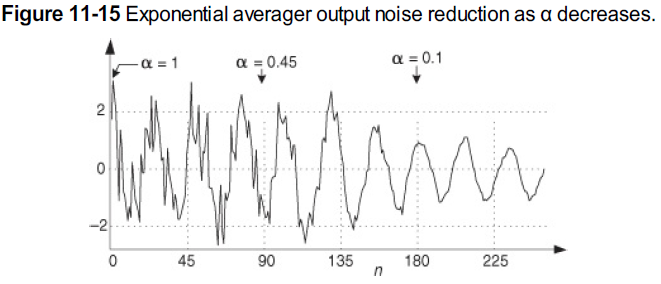 Figure 11-15 Exponential averager output noise reduction as α decreases.
α = 1
α = 0.45
α = 0.1
2
0
−2
0 45 90 135 180 225
n